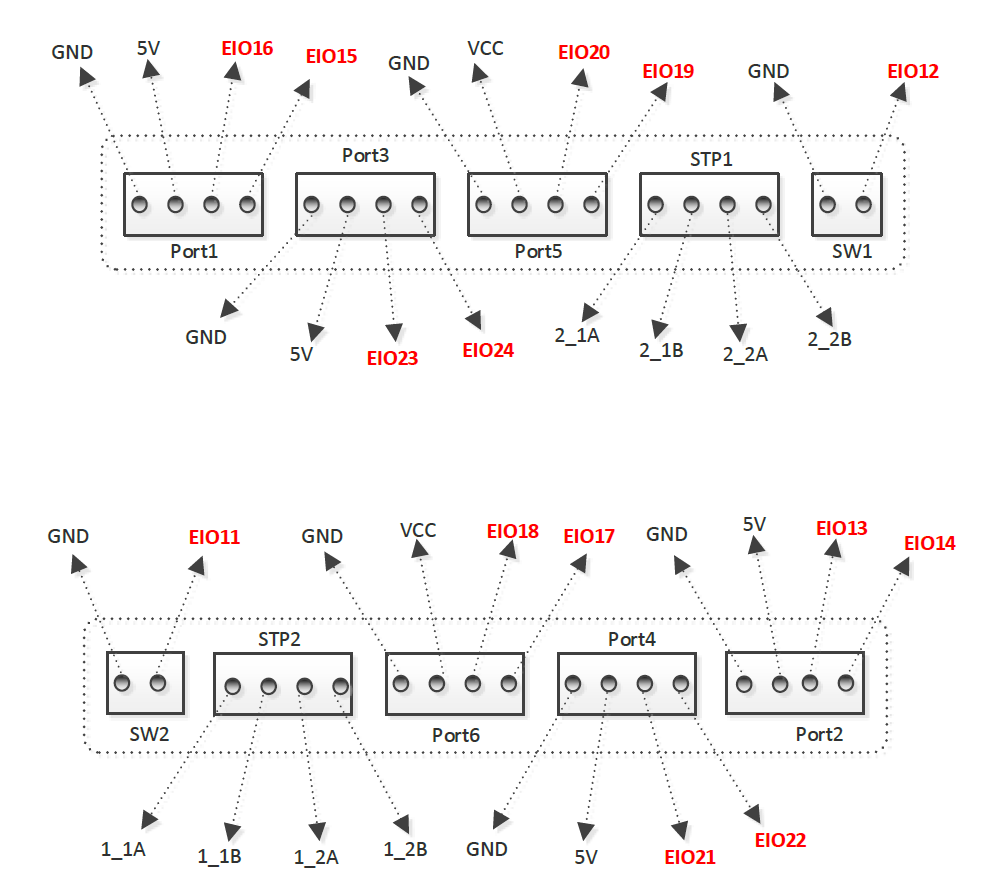 GND
5V
EIO16
EIO15
GND
VCC
EIO20
EIO19
GND
EIO12
Port3
STP1
Port1
Port5
SW1
GND
5V
EIO23
EIO24
2_1A
2_1B
2_2A
2_2B
GND
EIO11
GND
VCC
EIO18
EIO17
GND
5V
EIO13
EIO14
STP2
Port4
SW2
Port6
Port2
1_1A
1_1B
1_2A
1_2B
GND
5V
EIO21
EIO22